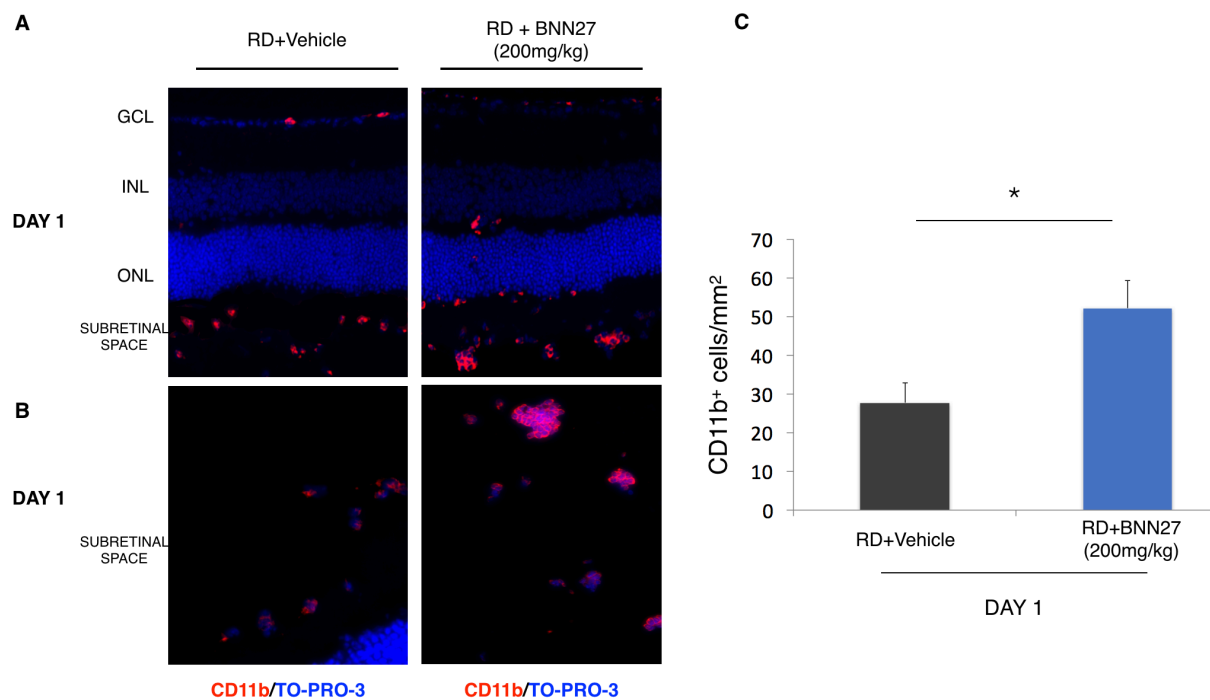 A
RD+Vehicle
RD + BNN27
(200mg/kg)
GCL
INL
DAY 1
ONL
SUBRETINAL
SPACE
B
DAY 1
SUBRETINAL
SPACE
CD11b/TO-PRO-3
CD11b/TO-PRO-3
C
*
CD11b⁺ cells/mm²
70
60
50
40
30
20
10
0
RD+Vehicle
RD+BNN27
(200mg/kg)
DAY 1